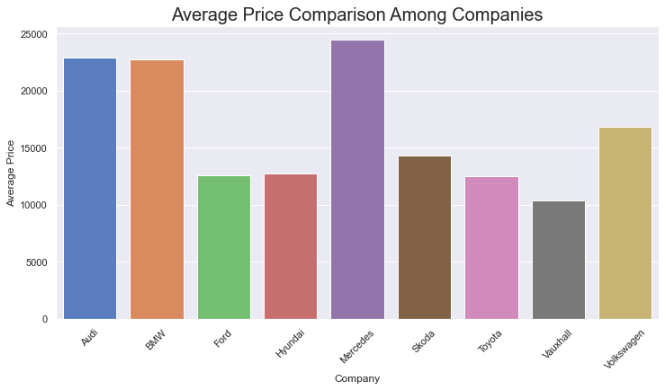 Average Price Comparison Among Companies
25000
20000
15000
10000
5000
0
Average Price
Audi
BMW
Ford
Hyundai
Mercedes
Skoda
Toyota
Vauxhall
Volkswagen
Company